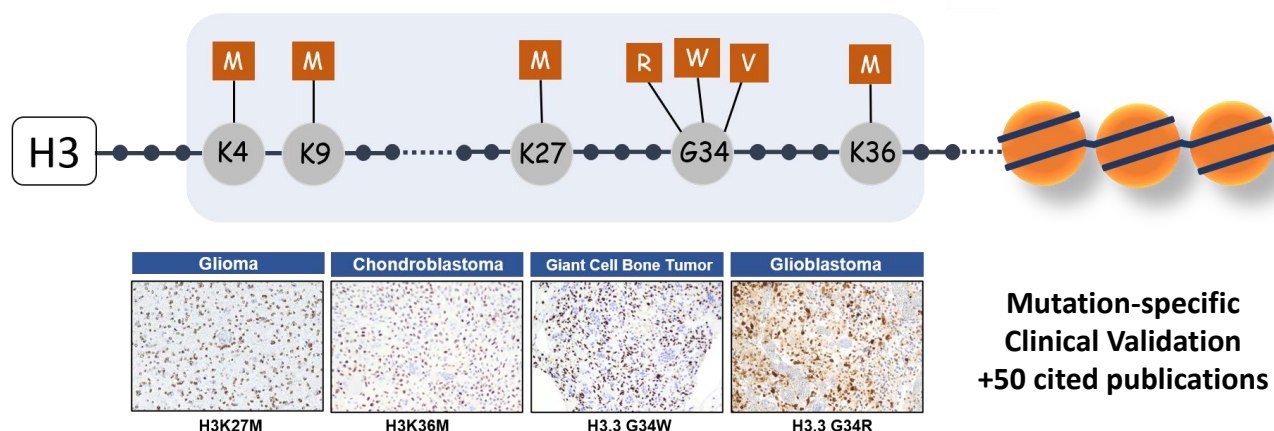 M M M R W V M
H3 K4 K9 K27 G34 K36
Glioma Chondroblastoma Giant Cell Bone Tumor Glioblastoma
H3K27M H3K36M H3.3 G34W H3.3 G34R
Mutation-specific
Clinical Validation
+50 cited publications